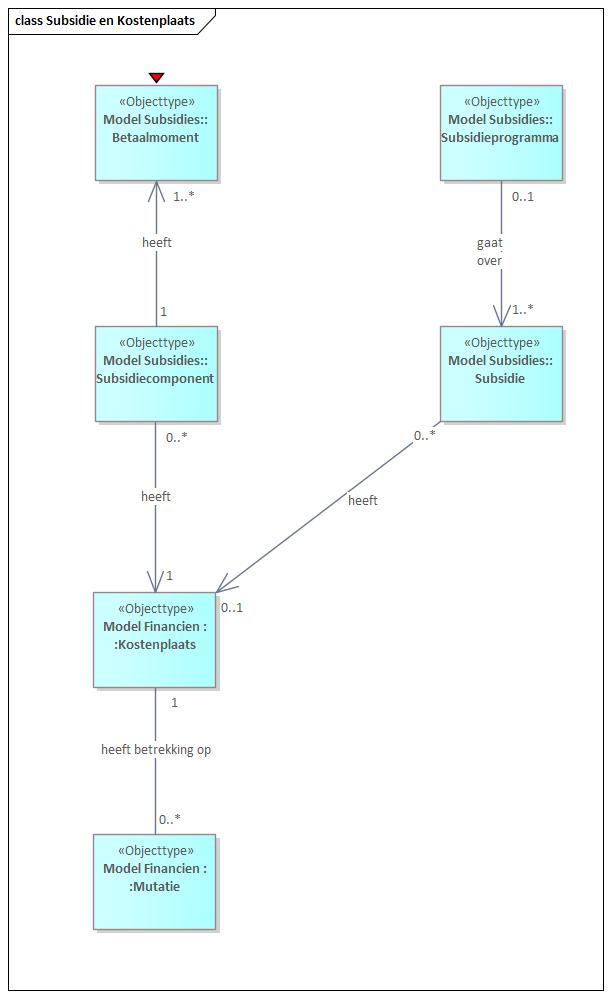 class Subsidie en Kostenplaats
«Objecttype»
Model Subsidies::
Betaalmoment
«Objecttype»
Model Subsidies::
Subsidieprogramma
1..*
0..1
heeft
gaat
over
1
1..*
«Objecttype»
Model Subsidies::
Subsidiecomponent
«Objecttype»
Model Subsidies::
Subsidie
0..*
0..*
heeft
heeft
1
0..1
«Objecttype»
Model Financien :
:Kostenplaats
1
heeft betrekking op
0..*
«Objecttype»
Model Financien :
:Mutatie